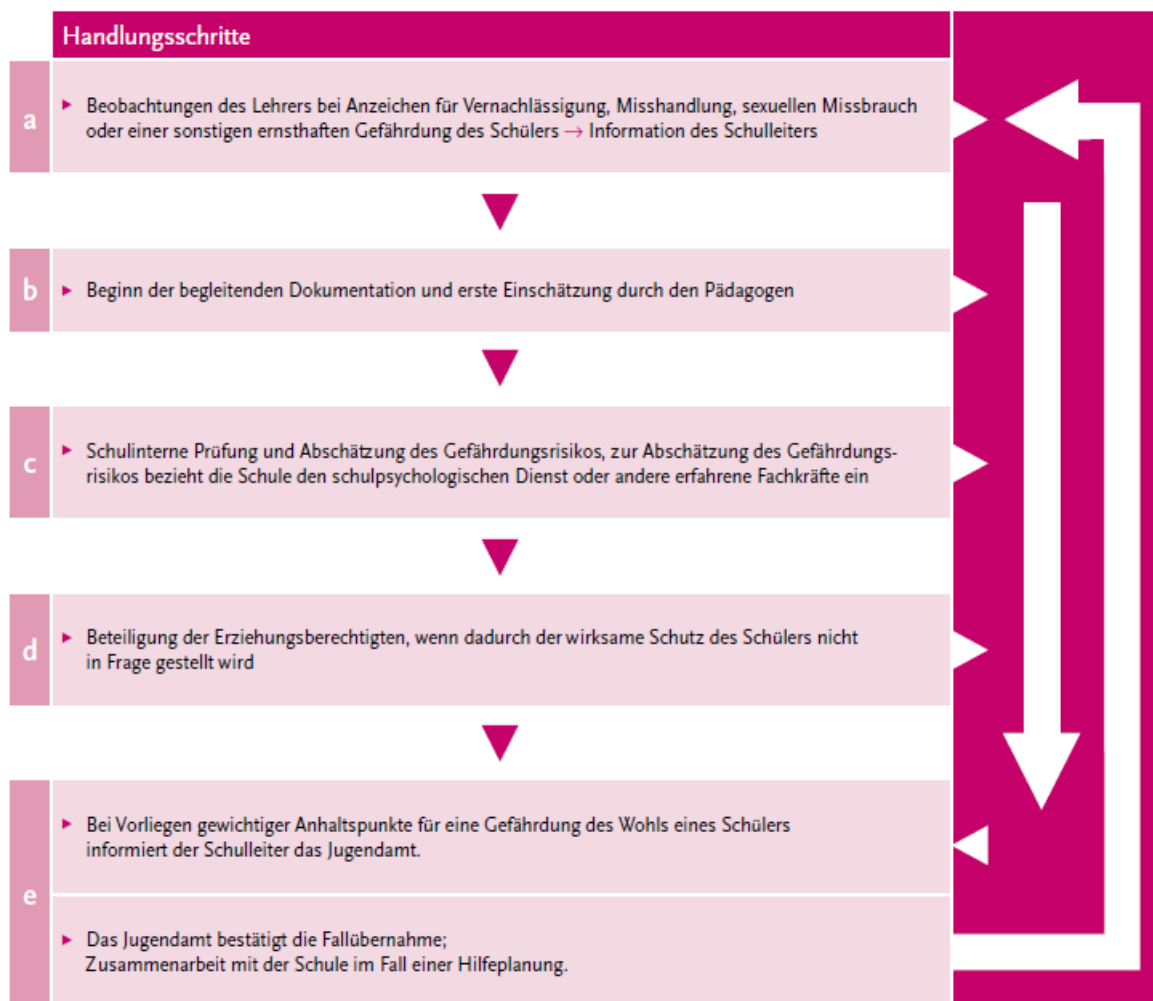 Handlungsschritte
a
▸ Beobachtungen des Lehrers bei Anzeichen für Vernachlässigung, Misshandlung, sexuellen Missbrauch
oder einer sonstigen ernsthaften Gefährdung des Schülers → Information des Schulleiters
b
▸ Beginn der begleitenden Dokumentation und erste Einschätzung durch den Pädagogen
c
▸ Schulinterne Prüfung und Abschätzung des Gefährdungsrisikos, zur Abschätzung des Gefährdungs-
risikos bezieht die Schule den schulpsychologischen Dienst oder andere erfahrene Fachkräfte ein
d
▸ Beteiligung der Erziehungsberechtigten, wenn dadurch der wirksame Schutz des Schülers nicht
in Frage gestellt wird
e
▸ Bei Vorliegen gewichtiger Anhaltspunkte für eine Gefährdung des Wohls eines Schülers
informiert der Schulleiter das Jugendamt.
▸ Das Jugendamt bestätigt die Fallübernahme;
Zusammenarbeit mit der Schule im Fall einer Hilfeplanung.